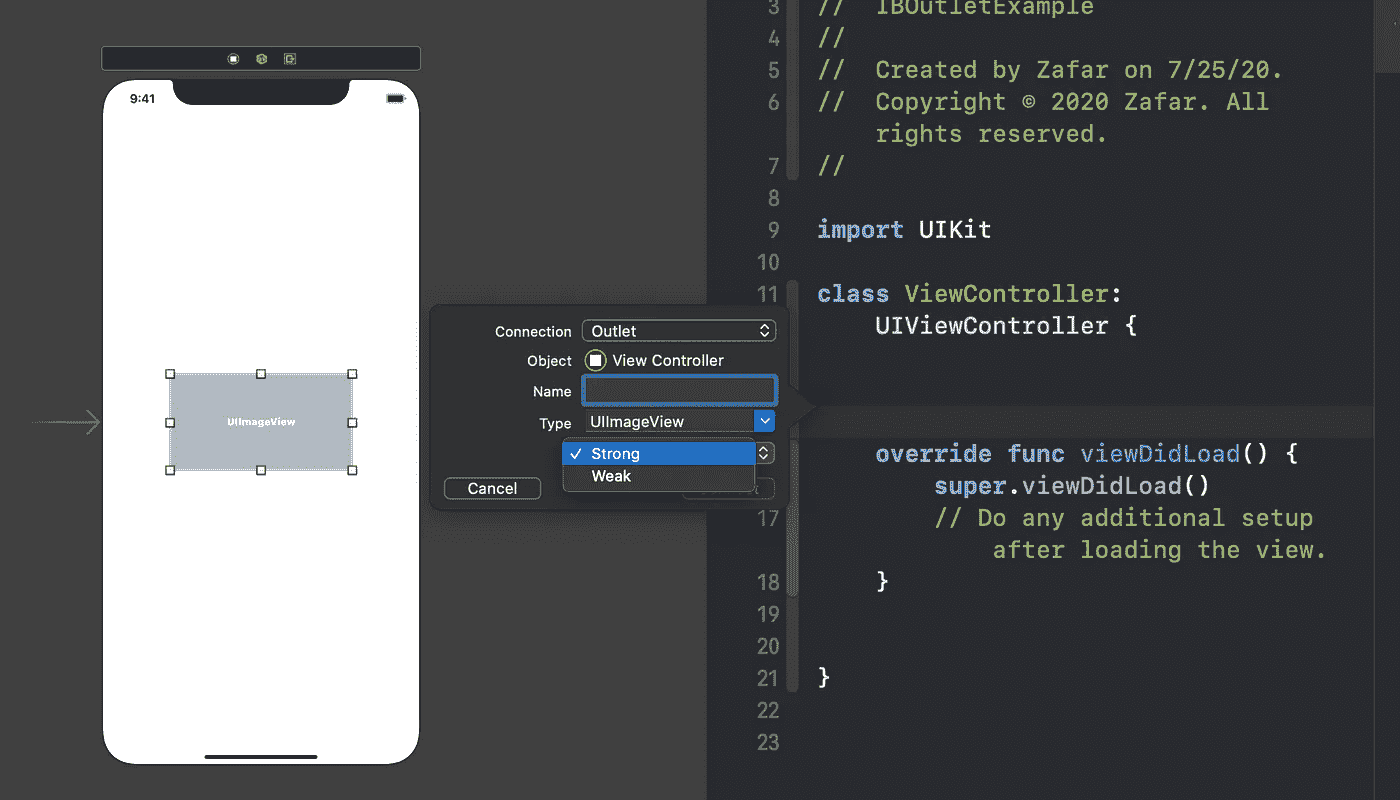 9:41
UIImageView
Connection Outlet
Object View Controller
Name
Type UIImageView
Strong
Weak
Cancel
3 // IBOutletExample
4 //
5 // Created by Zafar on 7/25/20.
6 // Copyright © 2020 Zafar. All
rights reserved.
7 //
8
9 import UIKit
10
11 class ViewController:
UIViewController {
override func viewDidLoad() {
super.viewDidLoad()
17 // Do any additional setup
after loading the view.
18 }
19
20
21 }
22
23